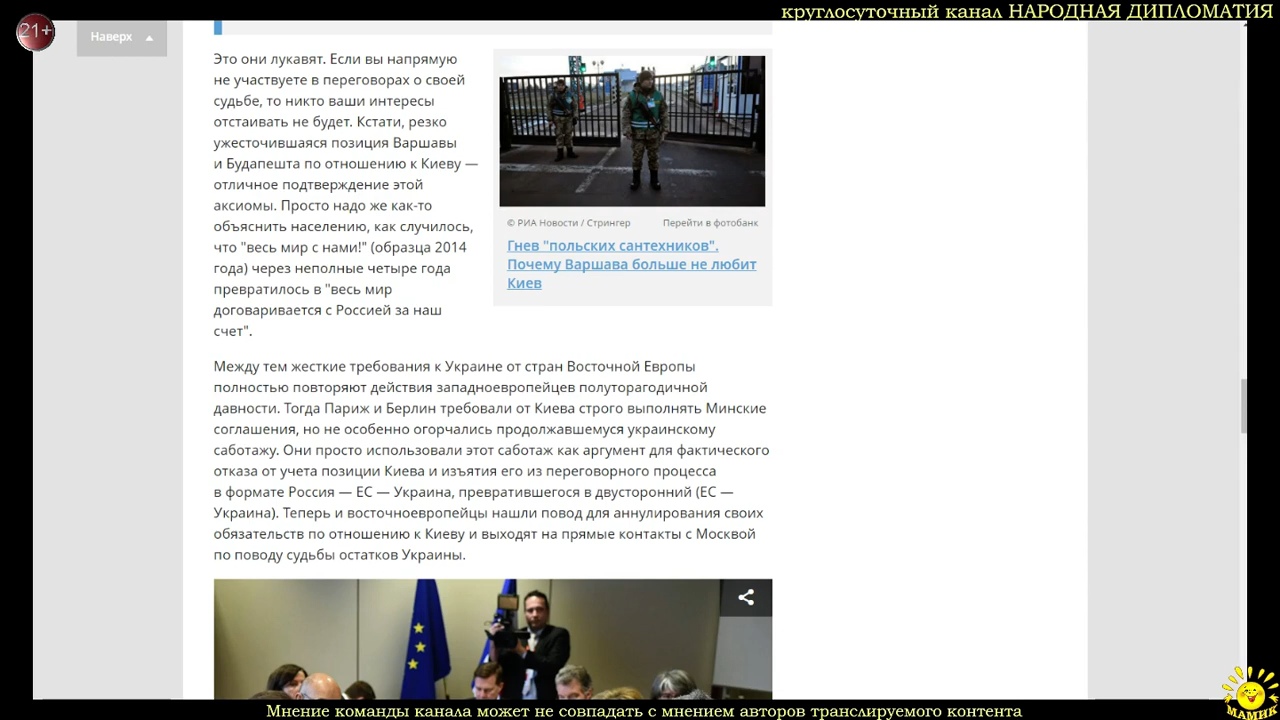 круглосуточный канал НАРОДНАЯ ДИПЛОМАТИЯ
21+
Наверх
Это они лукавят. Если вы напрямую
не участвуете в переговорах о своей
судьбе, то никто ваши интересы
отстаивать не будет. Кстати, резко
ужесточившаяся позиция Варшавы
и Будапешта по отношению к Киеву —
отличное подтверждение этой
аксиомы. Просто надо же как-то
объяснить населению, как случилось,
что "весь мир с нами!" (образца 2014
года) через неполные четыре года
превратилось в "весь мир
договаривается с Россией за наш
счет".
© РИА Новости / Стрингер
Перейти в фотобанк
Гнев "польских сантехников".
Почему Варшава больше не любит
Киев
Между тем жесткие требования к Украине от стран Восточной Европы
полностью повторяют действия западноевропейцев полуторагодичной
давности. Тогда Париж и Берлин требовали от Киева строго выполнять Минские
соглашения, но не особенно огорчались продолжавшемуся украинскому
саботажу. Они просто использовали этот саботаж как аргумент для фактического
отказа от учета позиции Киева и изъятия его из переговорного процесса
в формате Россия — ЕС — Украина, превратившегося в двусторонний (ЕС —
Украина). Теперь и восточноевропейцы нашли повод для аннулирования своих
обязательств по отношению к Киеву и выходят на прямые контакты с Москвой
по поводу судьбы остатков Украины.
МАМИК
Мнение команды канала может не совпадать с мнением авторов транслируемого контента